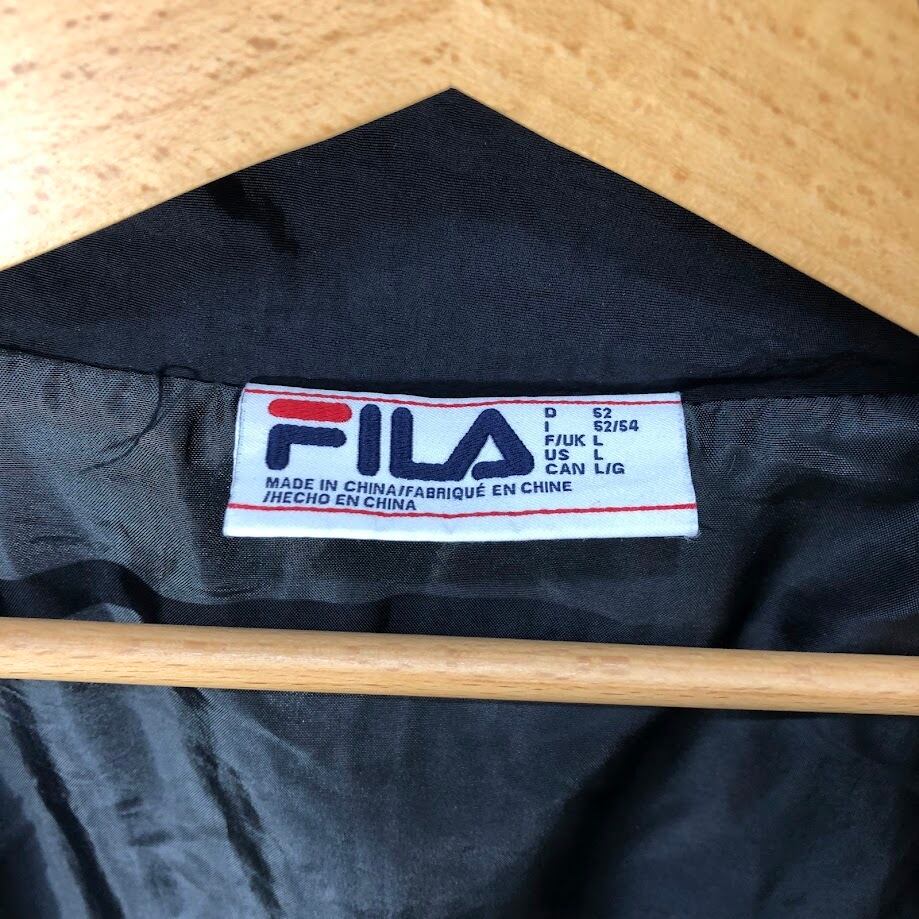 FILA
D 52
I 52/54
F/UK L
US L
CAN L/G
MADE IN CHINA/FABRIQUÉ EN CHINE
/HECHO EN CHINA